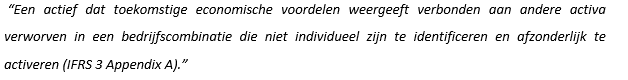 “Een actief dat toekomstige economische voordelen weergeeft verbonden aan andere activa
verworven in een bedrijfscombinatie die niet individueel zijn te identificeren en afzonderlijk te
activeren (IFRS 3 Appendix A).”